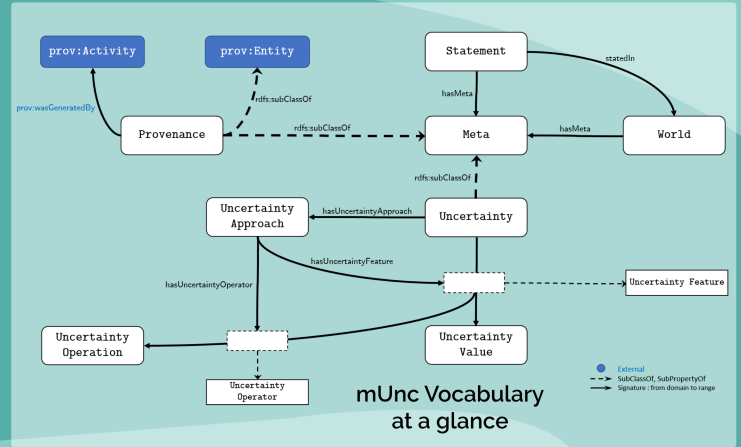 prov:Activity
prov:Entity
Statement
statedIn
prov:wasGeneratedBy
rdfs:subClassOf
hasMeta
Provenance
rdfs:subClassOf
Meta
hasMeta
World
rdfs:subClassOf
Uncertainty
Approach
hasUncertaintyApproach
Uncertainty
hasUncertaintyFeature
hasUncertaintyOperator
Uncertainty Feature
Uncertainty
Operation
Uncertainty
Value
Uncertainty
Operator
External
SubClassOf, SubPropertyOf
Signature : from domain to range
mUnc Vocabulary
at a glance